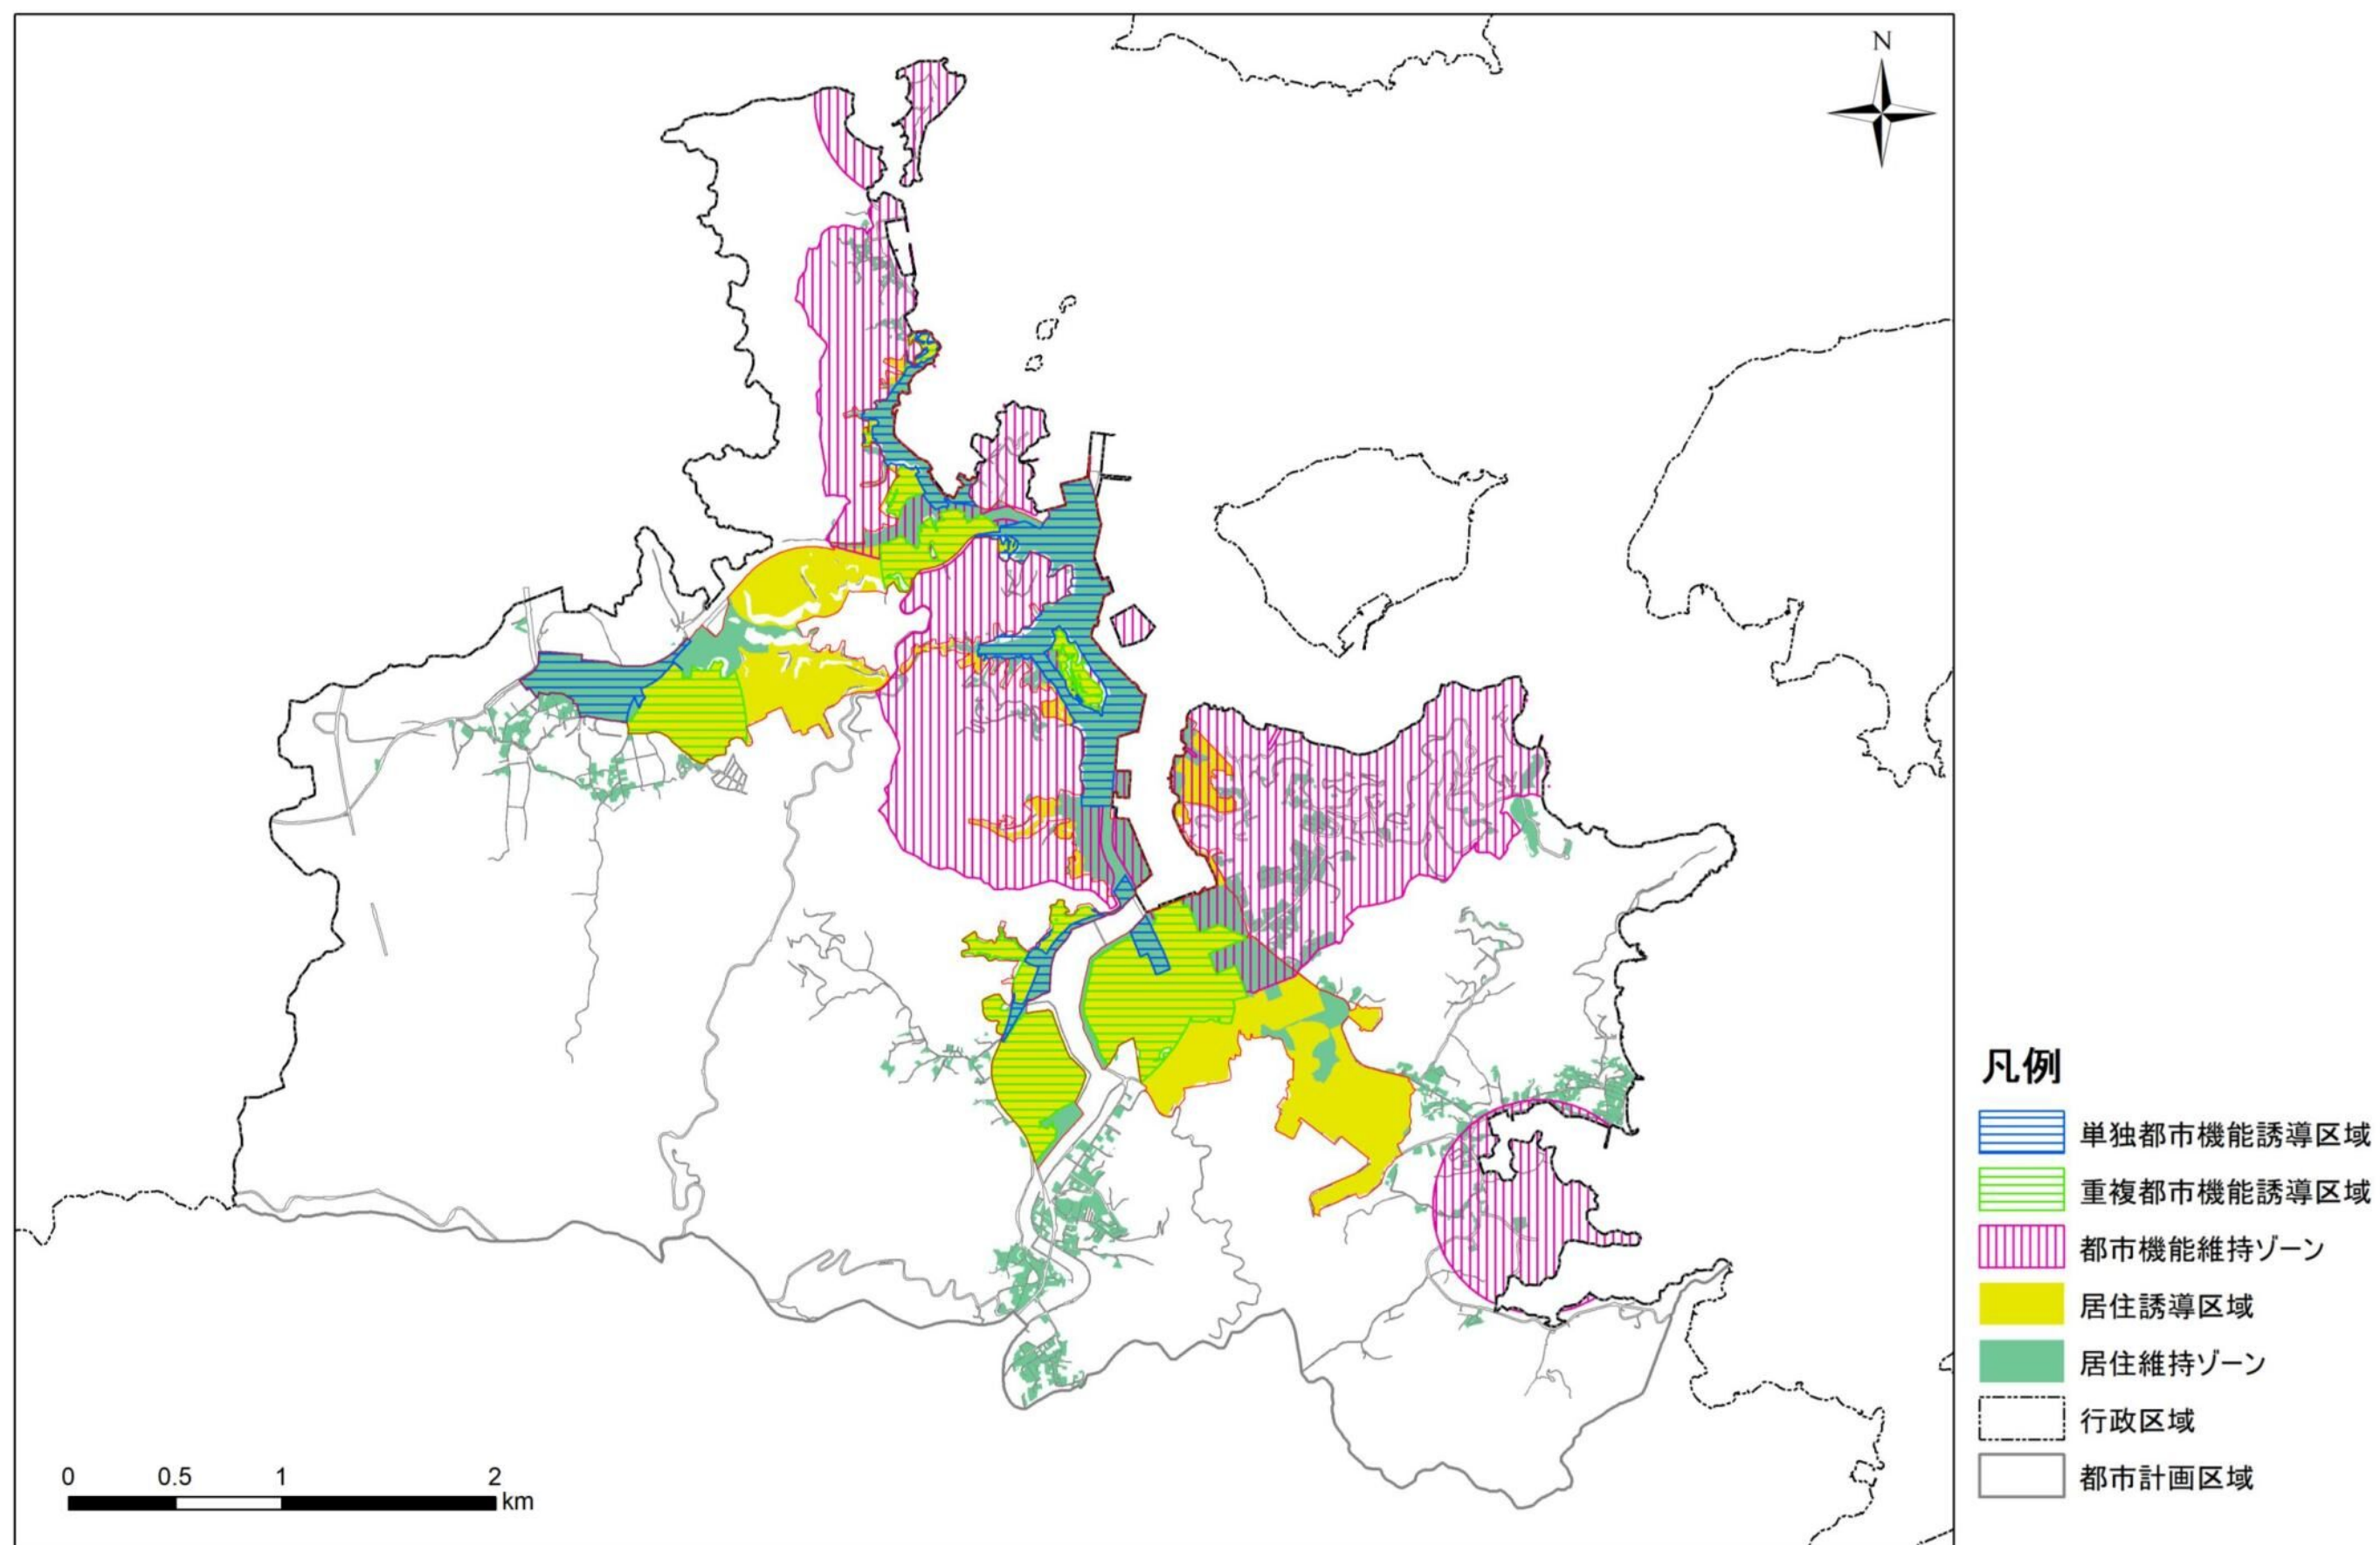 N
凡例
単独都市機能誘導区域
重複都市機能誘導区域
都市機能維持ゾーン
居住誘導区域
居住維持ゾーン
行政区域
都市計画区域
0 0.5 1 2
km